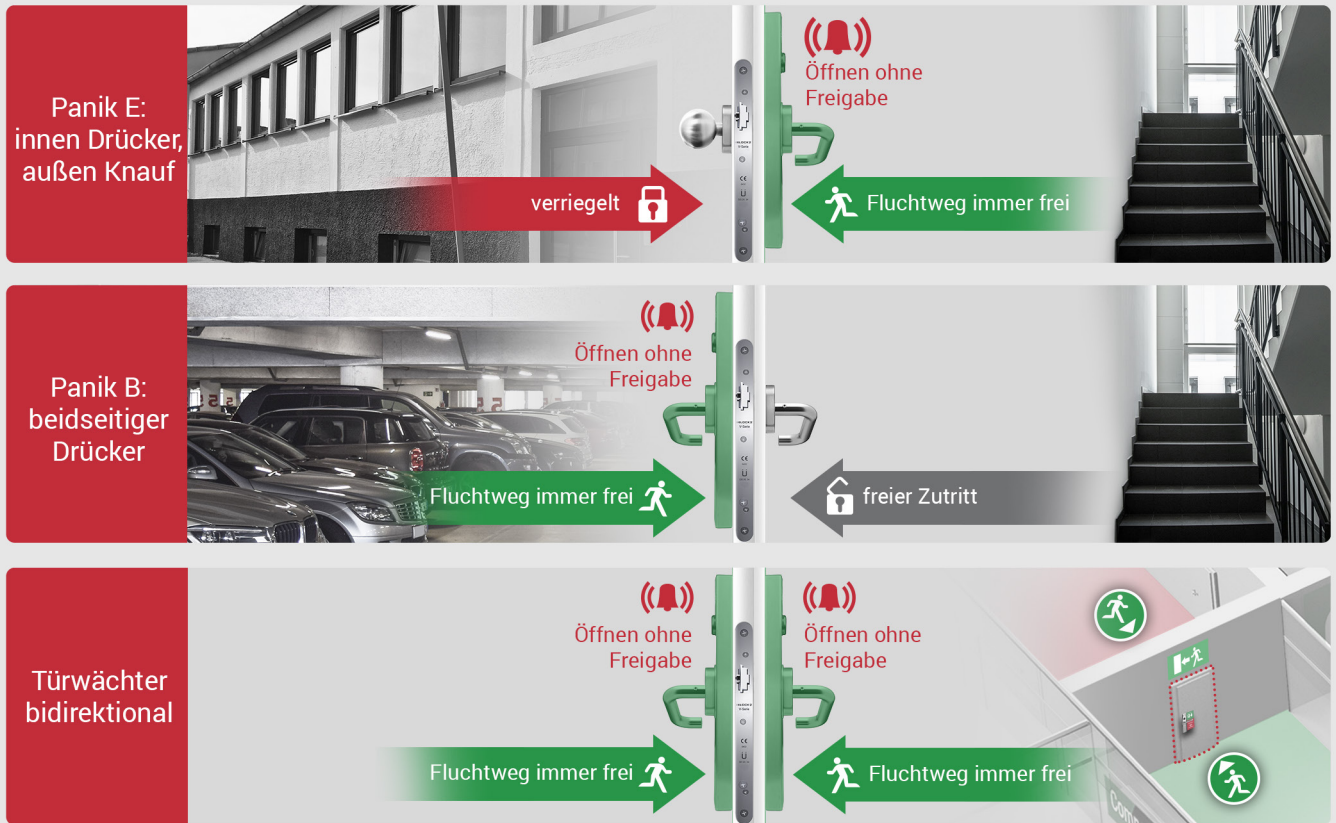 Panik E:
innen Drücker,
außen Knauf
verriegelt
Öffnen ohne
Freigabe
Fluchtweg immer frei
Panik B:
beidseitiger
Drücker
Öffnen ohne
Freigabe
Fluchtweg immer frei
freier Zutritt
Türwächter
bidirektional
Öffnen ohne
Freigabe
Fluchtweg immer frei
Öffnen ohne
Freigabe
Fluchtweg immer frei